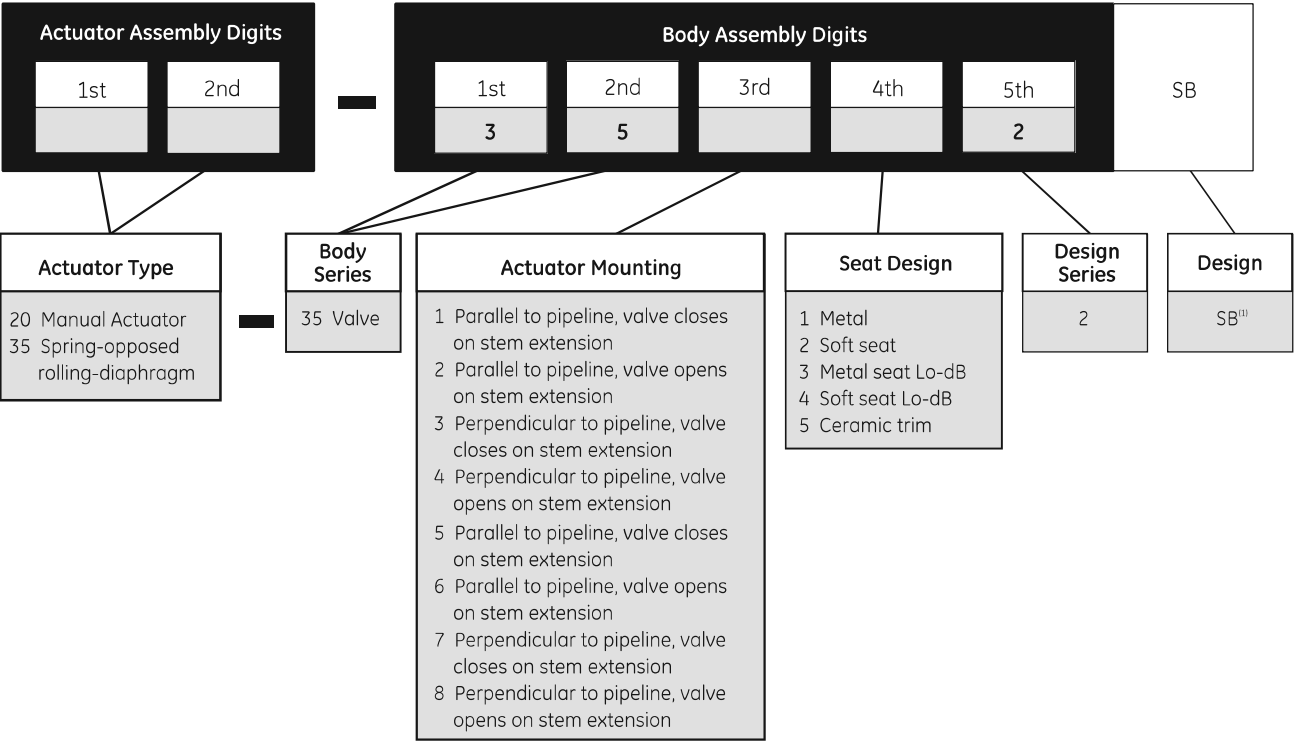 Actuator Assembly Digits
1st
2nd
Body Assembly Digits
1st
2nd
3rd
4th
5th
3
5
2
SB
Actuator Type
20 Manual Actuator
35 Spring-opposed
rolling-diaphragm
Body
Series
35 Valve
Actuator Mounting
1 Parallel to pipeline, valve closes
on stem extension
2 Parallel to pipeline, valve opens
on stem extension
3 Perpendicular to pipeline, valve
closes on stem extension
4 Perpendicular to pipeline, valve
opens on stem extension
5 Parallel to pipeline, valve closes
on stem extension
6 Parallel to pipeline, valve opens
on stem extension
7 Perpendicular to pipeline, valve
closes on stem extension
8 Perpendicular to pipeline, valve
opens on stem extension
Seat Design
1 Metal
2 Soft seat
3 Metal seat Lo-dB
4 Soft seat Lo-dB
5 Ceramic trim
Design
Series
2
Design
SB(1)